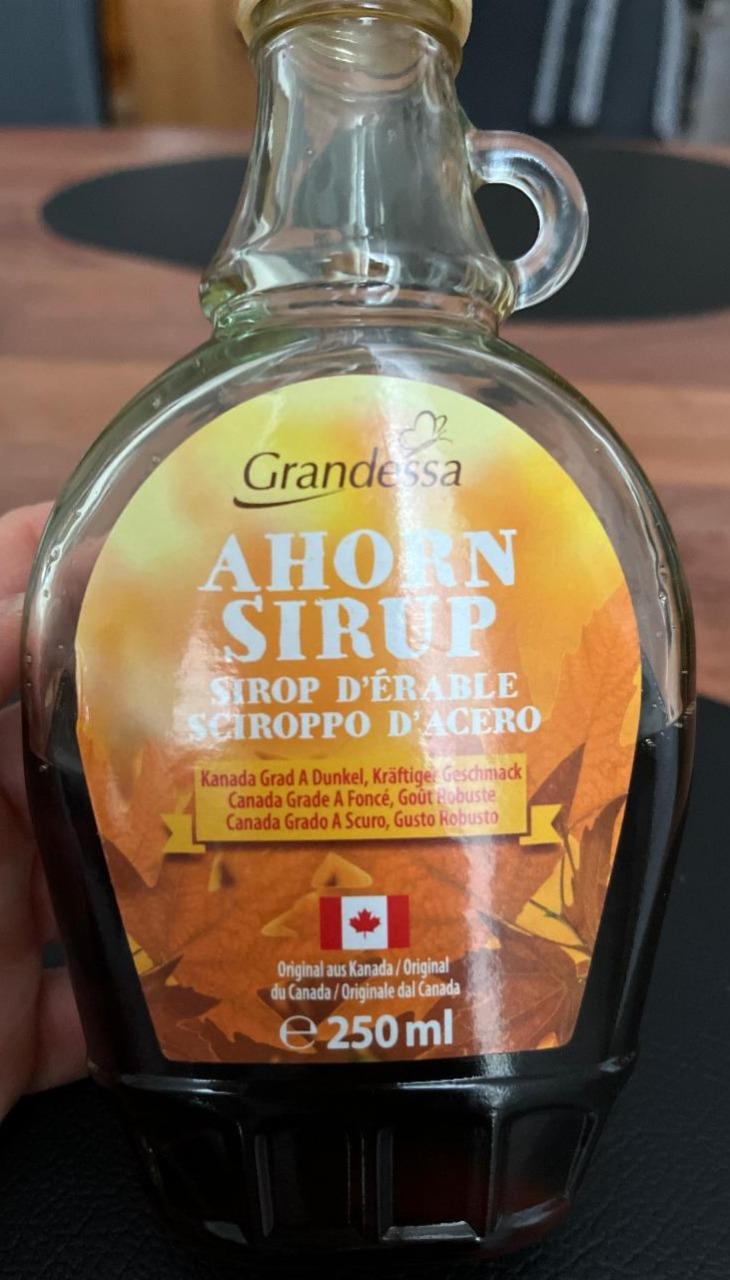 Grandessa
AHORN
SIRUP
SIROP D'ÉRABLE
SCIROPPO D'ACERO
Kanada Grad A Dunkel, Kräftiger Geschmack
Canada Grade A Foncé, Goût Robuste
Canada Grado A Scuro, Gusto Robusto
Original aus Kanada / Original
du Canada / Originale dal Canada
℮ 250 ml